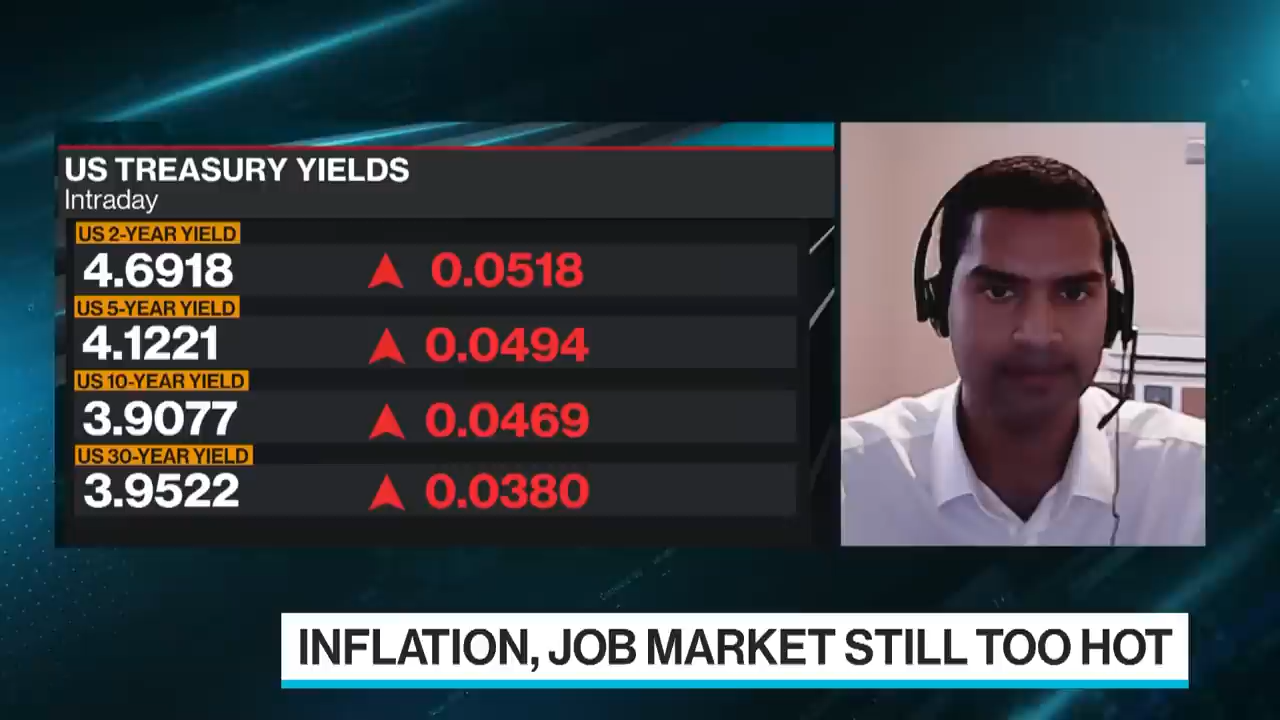 US TREASURY YIELDS
Intraday
US 2-YEAR YIELD
4.6918 ▲ 0.0518
US 5-YEAR YIELD
4.1221 ▲ 0.0494
US 10-YEAR YIELD
3.9077 ▲ 0.0469
US 30-YEAR YIELD
3.9522 ▲ 0.0380
INFLATION, JOB MARKET STILL TOO HOT